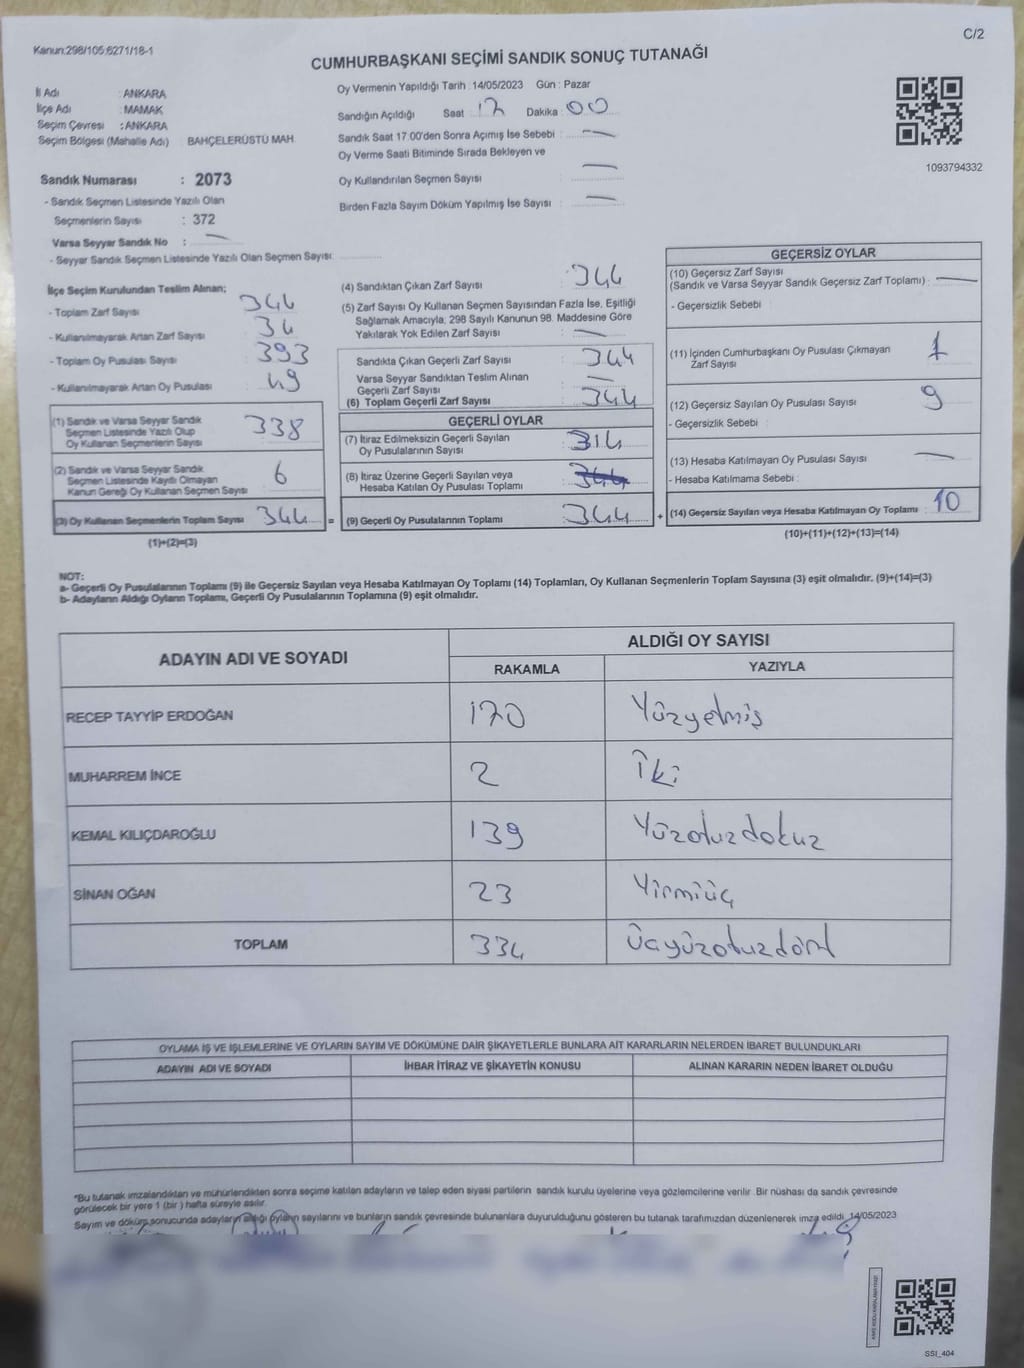 C/2
Kanun:298/105,6271/18-1
CUMHURBAŞKANI SEÇİMİ SANDIK SONUÇ TUTANAĞI
İl Adı : ANKARA
İlçe Adı : MAMAK
Seçim Çevresi : ANKARA
Seçim Bölgesi (Mahalle Adı) : BAHÇELERÜSTÜ MAH.
Oy Vermenin Yapıldığı Tarih : 14/05/2023 Gün : Pazar
Sandığın Açıldığı Saat 17 Dakika 00
Sandık Saat 17.00'den Sonra Açımış İse Sebebi : —
Oy Verme Saati Bitiminde Sırada Bekleyen ve
Oy Kullandırılan Seçmen Sayısı : —
Birden Fazla Sayım Döküm Yapılmış İse Sayısı : —
1093794332
Sandık Numarası : 2073
- Sandık Seçmen Listesinde Yazılı Olan
Seçmenlerin Sayısı : 372
Varsa Seyyar Sandık No : —
- Seyyar Sandık Seçmen Listesinde Yazılı Olan Seçmen Sayısı:
İlçe Seçim Kurulundan Teslim Alınan;
- Toplam Zarf Sayısı 344
- Kullanılmayarak Artan Zarf Sayısı 34
- Toplam Oy Pusulası Sayısı 393
- Kullanılmayarak Artan Oy Pusulası 49
(1) Sandık ve Varsa Seyyar Sandık
Seçmen Listesinde Yazılı Olup
Oy Kullanan Seçmenlerin Sayısı 338
(2) Sandık ve Varsa Seyyar Sandık
Seçmen Listesinde Kaydı Olmayan
Kanun Gereği Oy Kullanan Seçmen Sayısı 6
(3) Oy Kullanan Seçmenlerin Toplam Sayısı 344 =
(1)+(2)=(3)
(4) Sandıktan Çıkan Zarf Sayısı 344
(5) Zarf Sayısı Oy Kullanan Seçmen Sayısından Fazla İse, Eşitliği
Sağlamak Amacıyla; 298 Sayılı Kanunun 98. Maddesine Göre
Yakılarak Yok Edilen Zarf Sayısı —
Sandıkta Çıkan Geçerli Zarf Sayısı 344
Varsa Seyyar Sandıktan Teslim Alınan
Geçerli Zarf Sayısı —
(6) Toplam Geçerli Zarf Sayısı 344
GEÇERLİ OYLAR
(7) İtiraz Edilmeksizin Geçerli Sayılan
Oy Pusulalarının Sayısı 314
(8) İtiraz Üzerine Geçerli Sayılan veya
Hesaba Katılan Oy Pusulası Toplamı 344
(9) Geçerli Oy Pusulalarının Toplamı 344 +
GEÇERSİZ OYLAR
(10) Geçersiz Zarf Sayısı
(Sandık ve Varsa Seyyar Sandık Geçersiz Zarf Toplamı) : —
- Geçersizlik Sebebi :
(11) İçinden Cumhurbaşkanı Oy Pusulası Çıkmayan
Zarf Sayısı 1
(12) Geçersiz Sayılan Oy Pusulası Sayısı 9
- Geçersizlik Sebebi :
(13) Hesaba Katılmayan Oy Pusulası Sayısı —
- Hesaba Katılmama Sebebi :
(14) Geçersiz Sayılan veya Hesaba Katılmayan Oy Toplamı : 10
(10)+(11)+(12)+(13)=(14)
NOT:
a- Geçerli Oy Pusulalarının Toplamı (9) ile Geçersiz Sayılan veya Hesaba Katılmayan Oy Toplamı (14) Toplamları, Oy Kullanan Seçmenlerin Toplam Sayısına (3) eşit olmalıdır. (9)+(14)=(3)
b- Adayların Aldığı Oyların Toplamı, Geçerli Oy Pusulalarının Toplamına (9) eşit olmalıdır.
ADAYIN ADI VE SOYADI ALDIĞI OY SAYISI
RAKAMLA YAZIYLA
RECEP TAYYİP ERDOĞAN 170 Yüzyetmiş
MUHARREM İNCE 2 İki
KEMAL KILIÇDAROĞLU 139 Yüzotuzdokuz
SİNAN OĞAN 23 Yirmiüç
TOPLAM 334 Üçyüzotuzdört
OYLAMA İŞ VE İŞLEMLERİNE VE OYLARIN SAYIM VE DÖKÜMÜNE DAİR ŞİKAYETLERLE BUNLARA AİT KARARLARIN NELERDEN İBARET BULUNDUKLARI
ADAYIN ADI VE SOYADI İHBAR İTİRAZ VE ŞİKAYETİN KONUSU ALINAN KARARIN NEDEN İBARET OLDUĞU
*Bu tutanak imzalandıktan ve mühürlendikten sonra seçime katılan adayların ve talep eden siyasi partilerin sandık kurulu üyelerine veya gözlemcilerine verilir. Bir nüshası da sandık çevresinde
görülecek bir yere 1 (bir) hafta süreyle asılır.
Sayım ve döküm sonucunda adayların aldığı oyların sayılarını ve bunların sandık çevresinde bulunanlara duyurulduğunu gösteren bu tutanak tarafımızdan düzenlenerek imza edildi. 14/05/2023
SSI_404